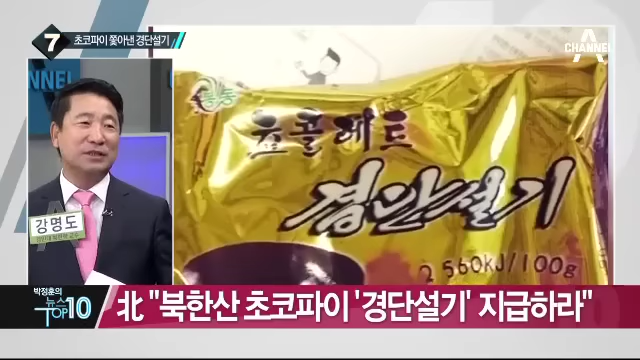 7 초코파이 쫓아낸 경단설기
CHANNEL A
CHANNEL
쵸콜레트
경단설기
2 560kJ/100g
강명도
박정훈의
뉴스
TOP10
北 "북한산 초코파이 '경단설기' 지급하라"